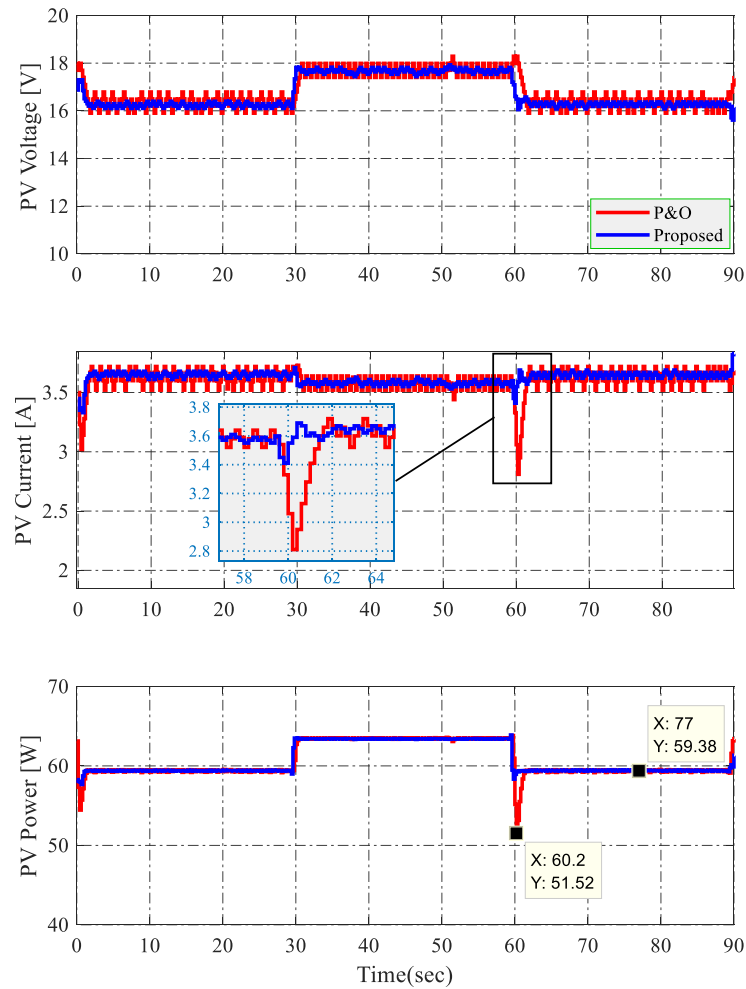 20
18
16
14
12
10
PV Voltage [V]
P&O
Proposed
0 10 20 30 40 50 60 70 80 90
3.5
3
2.5
2
PV Current [A]
3.8
3.6
3.4
3.2
3
2.8
58 60 62 64
0 10 20 30 40 50 60 70 80
70
60
50
40
PV Power [W]
X: 77
Y: 59.38
X: 60.2
Y: 51.52
0 10 20 30 40 50 60 70 80 90
Time(sec)